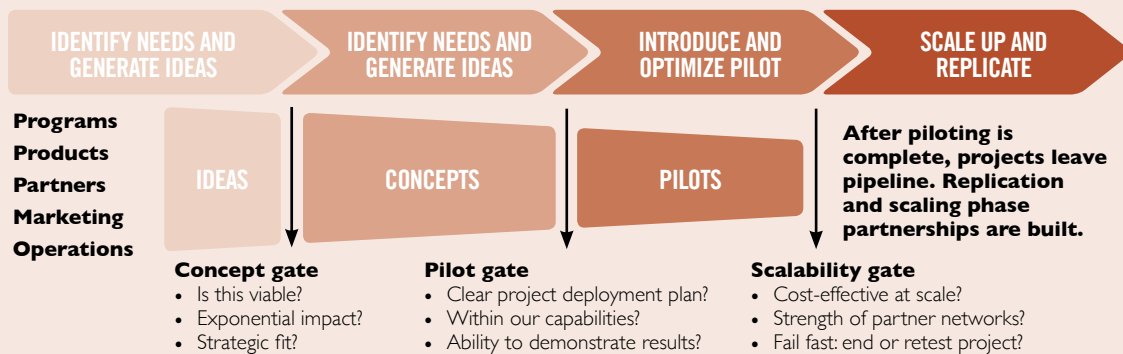 IDENTIFY NEEDS AND
GENERATE IDEAS
IDENTIFY NEEDS AND
GENERATE IDEAS
INTRODUCE AND
OPTIMIZE PILOT
SCALE UP AND
REPLICATE
Programs
Products
Partners
Marketing
Operations
IDEAS
CONCEPTS
PILOTS
After piloting is
complete, projects leave
pipeline. Replication
and scaling phase
partnerships are built.
Concept gate
• Is this viable?
• Exponential impact?
• Strategic fit?
Pilot gate
• Clear project deployment plan?
• Within our capabilities?
• Ability to demonstrate results?
Scalability gate
• Cost-effective at scale?
• Strength of partner networks?
• Fail fast: end or retest project?